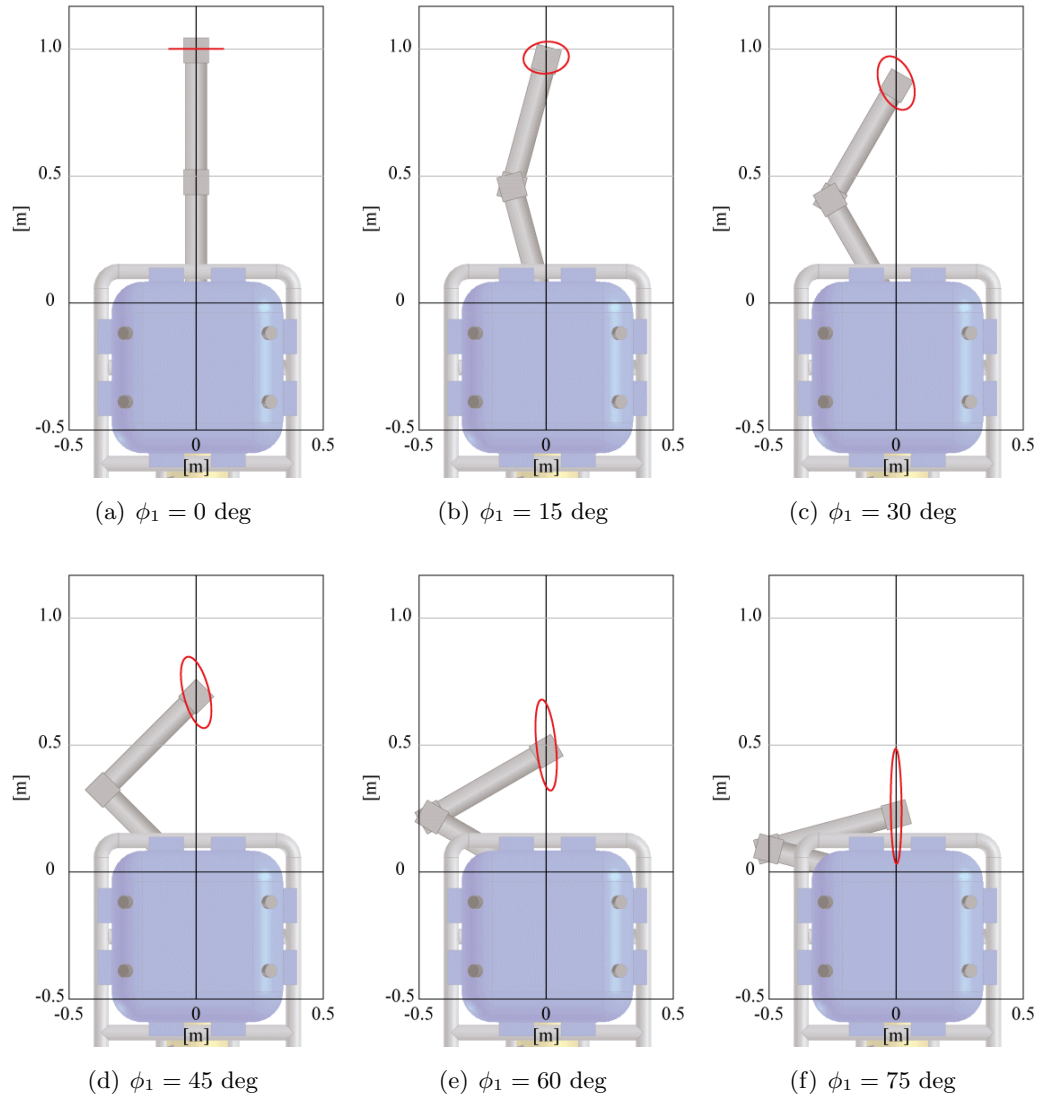 1.0 1.0 1.0
0.5 0.5 0.5
[m] [m] [m]
0 0 0
-0.5 -0.5 -0.5
-0.5 0 0.5 -0.5 0 0.5 -0.5 0 0.5
[m] [m] [m]
(a) ϕ₁ = 0 deg (b) ϕ₁ = 15 deg (c) ϕ₁ = 30 deg
1.0 1.0 1.0
0.5 0.5 0.5
[m] [m] [m]
0 0 0
-0.5 -0.5 -0.5
-0.5 0 0.5 -0.5 0 0.5 -0.5 0 0.5
[m] [m] [m]
(d) ϕ₁ = 45 deg (e) ϕ₁ = 60 deg (f) ϕ₁ = 75 deg